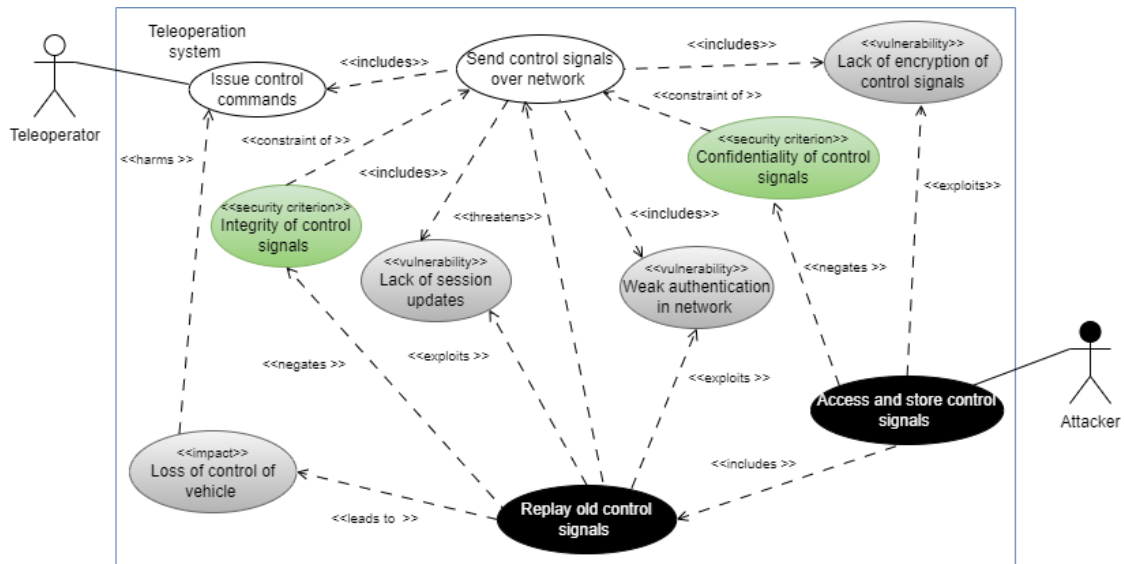 Teleoperation
system
Teleoperator
Issue control
commands
<<includes>>
Send control signals
over network
<<includes>>
<<vulnerability>>
Lack of encryption of
control signals
<<harms >>
<<constraint of >>
<<constraint of >>
<<security criterion>>
Confidentiality of control
signals
<<includes>>
<<exploits>>
<<security criterion>>
Integrity of control
signals
<<threatens>>
<<includes>>
<<vulnerability>>
Lack of session
updates
<<vulnerability>>
Weak authentication
in network
<<negates >>
<<negates >>
<<exploits >>
<<exploits >>
Access and store control
signals
Attacker
<<impact>>
Loss of control of
vehicle
<<includes >>
<<leads to >>
Replay old control
signals